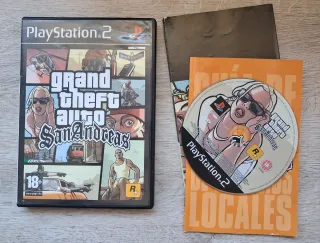 PlayStation 2
grand
theft
auto
San Andreas
18+
R
GUÍA DE
PlayStation 2
LOCALES